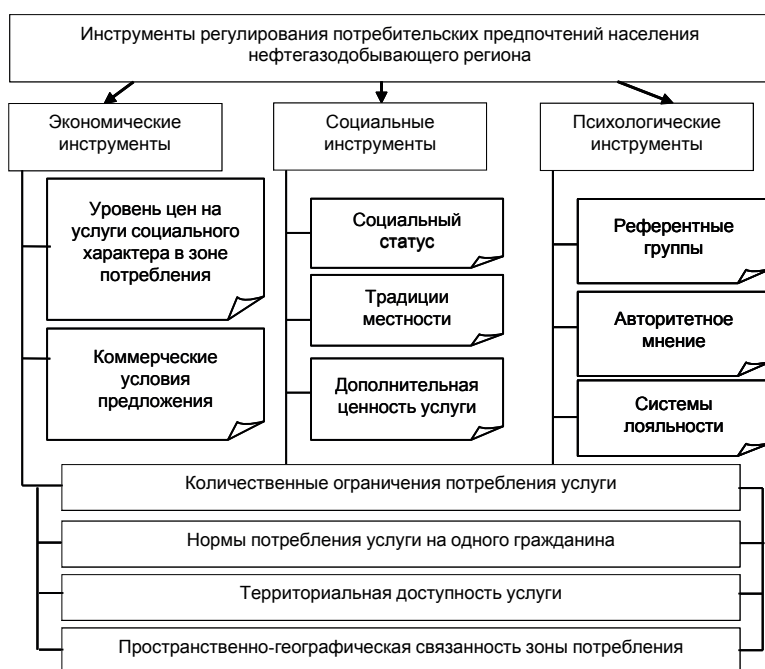 Инструменты регулирования потребительских предпочтений населения
нефтегазодобывающего региона
Экономические
инструменты
Социальные
инструменты
Психологические
инструменты
Уровень цен на
услуги социального
характера в зоне
потребления
Коммерческие
условия
предложения
Социальный
статус
Традиции
местности
Дополнительная
ценность услуги
Референтные
группы
Авторитетное
мнение
Системы
лояльности
Количественные ограничения потребления услуги
Нормы потребления услуги на одного гражданина
Территориальная доступность услуги
Пространственно-географическая связанность зоны потребления